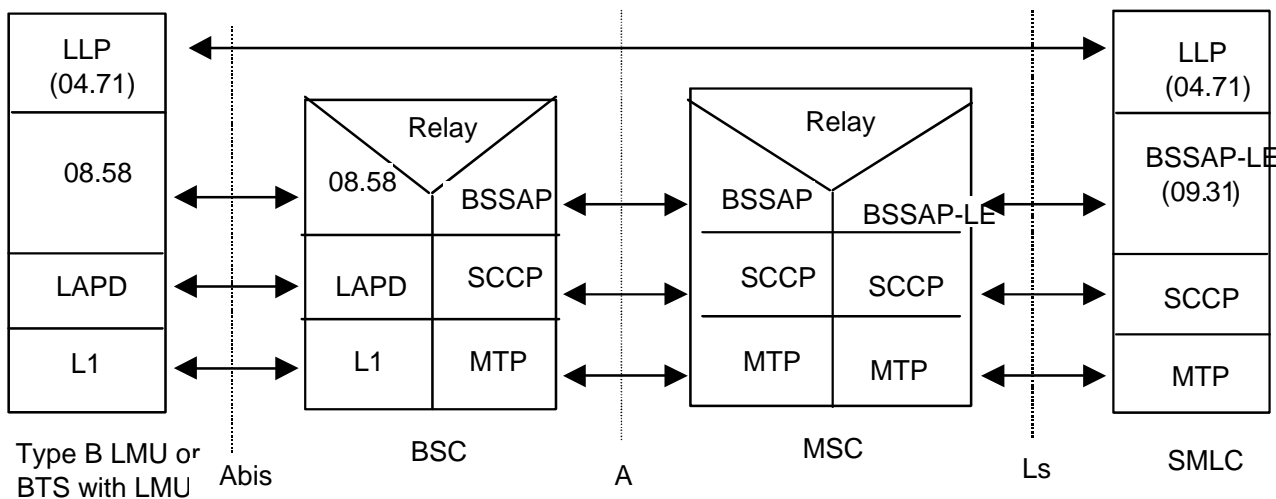 LLP
(04.71)
08.58
LAPD
L1
Type B LMU or
BTS with LMU
Abis
Relay
08.58
BSSAP
LAPD
SCCP
L1
MTP
BSC
A
Relay
BSSAP
BSSAP-LE
SCCP
SCCP
MTP
MTP
MSC
Ls
LLP
(04.71)
BSSAP-LE
(09.31)
SCCP
MTP
SMLC